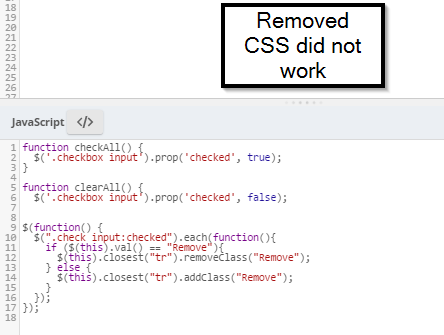 18
19
20
21
22
23
24
25
26
27
Removed
CSS did not
work
JavaScript </>
1 function checkAll() {
2 $('.checkbox input').prop('checked', true);
3 }
4
5 function clearAll() {
6 $('.checkbox input').prop('checked', false);
7
8
9 $(function() {
10 $(".check input:checked").each(function(){
11 if ($(this).val() == "Remove"){
12 $(this).closest("tr").removeClass("Remove");
13 } else {
14 $(this).closest("tr").addClass("Remove");
15 }
16 });
17 });
18